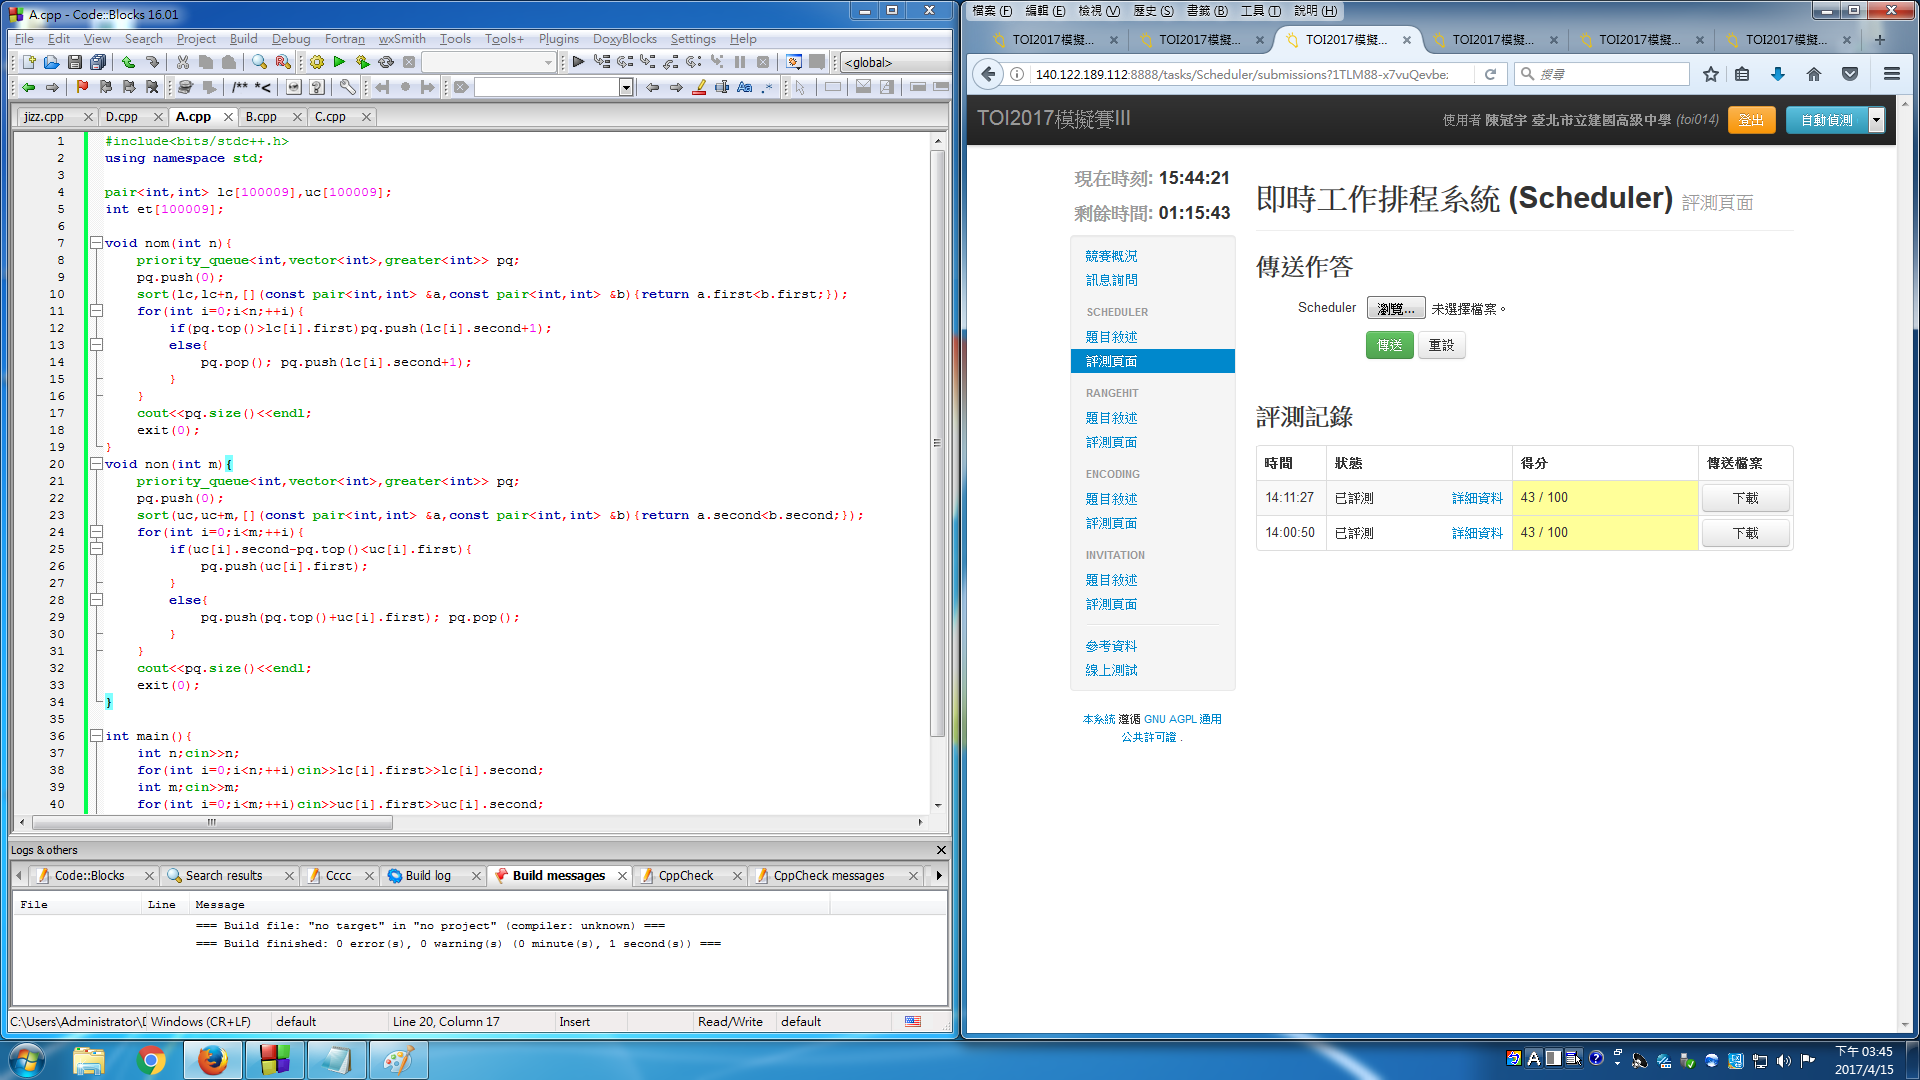 A.cpp - Code::Blocks 16.01
File Edit View Search Project Build Debug Fortran wxSmith Tools Tools+ Plugins DoxyBlocks Settings Help
<global>
jizz.cpp D.cpp A.cpp B.cpp C.cpp
1 #include<bits/stdc++.h>
2 using namespace std;
3
4 pair<int,int> lc[100009],uc[100009];
5 int et[100009];
6
7 void nom(int n){
8 priority_queue<int,vector<int>,greater<int>> pq;
9 pq.push(0);
10 sort(lc,lc+n,[](const pair<int,int> &a,const pair<int,int> &b){return a.first<b.first;});
11 for(int i=0;i<n;++i){
12 if(pq.top()>lc[i].first)pq.push(lc[i].second+1);
13 else{
14 pq.pop(); pq.push(lc[i].second+1);
15 }
16 }
17 cout<<pq.size()<<endl;
18 exit(0);
19 }
20 void non(int m){
21 priority_queue<int,vector<int>,greater<int>> pq;
22 pq.push(0);
23 sort(uc,uc+m,[](const pair<int,int> &a,const pair<int,int> &b){return a.second<b.second;});
24 for(int i=0;i<m;++i){
25 if(uc[i].second-pq.top()<uc[i].first){
26 pq.push(uc[i].first);
27 }
28 else{
29 pq.push(pq.top()+uc[i].first); pq.pop();
30 }
31 }
32 cout<<pq.size()<<endl;
33 exit(0);
34 }
35
36 int main(){
37 int n;cin>>n;
38 for(int i=0;i<n;++i)cin>>lc[i].first>>lc[i].second;
39 int m;cin>>m;
40 for(int i=0;i<m;++i)cin>>uc[i].first>>uc[i].second;
Logs & others
Code::Blocks Search results Cccc Build log Build messages CppCheck CppCheck messages
File Line Message
=== Build file: "no target" in "no project" (compiler: unknown) ===
=== Build finished: 0 error(s), 0 warning(s) (0 minute(s), 1 second(s)) ===
C:\Users\Administrator\D Windows (CR+LF) default Line 20, Column 17 Insert Read/Write default
檔案 (F) 編輯 (E) 檢視 (V) 歷史 (S) 書籤 (B) 工具 (T) 說明 (H)
TOI2017模擬... TOI2017模擬... TOI2017模擬... TOI2017模擬... TOI2017模擬... TOI2017模擬...
140.122.189.112:8888/tasks/Scheduler/submissions?1TLM88-x7vuQevbe: 搜尋
TOI2017模擬賽III 使用者 陳冠宇 臺北市立建國高級中學 (toi014) 登出 自動偵測
現在時刻: 15:44:21
剩餘時間: 01:15:43
競賽概況
訊息詢問
SCHEDULER
題目敘述
評測頁面
RANGEHIT
題目敘述
評測頁面
ENCODING
題目敘述
評測頁面
INVITATION
題目敘述
評測頁面
參考資料
線上測試
本系統 遵循 GNU AGPL 通用
公共許可證 .
即時工作排程系統 (Scheduler) 評測頁面
傳送作答
Scheduler 瀏覽... 未選擇檔案。
傳送 重設
評測記錄
時間 狀態 得分 傳送檔案
14:11:27 已評測 詳細資料 43 / 100 下載
14:00:50 已評測 詳細資料 43 / 100 下載
下午 03:45
2017/4/15